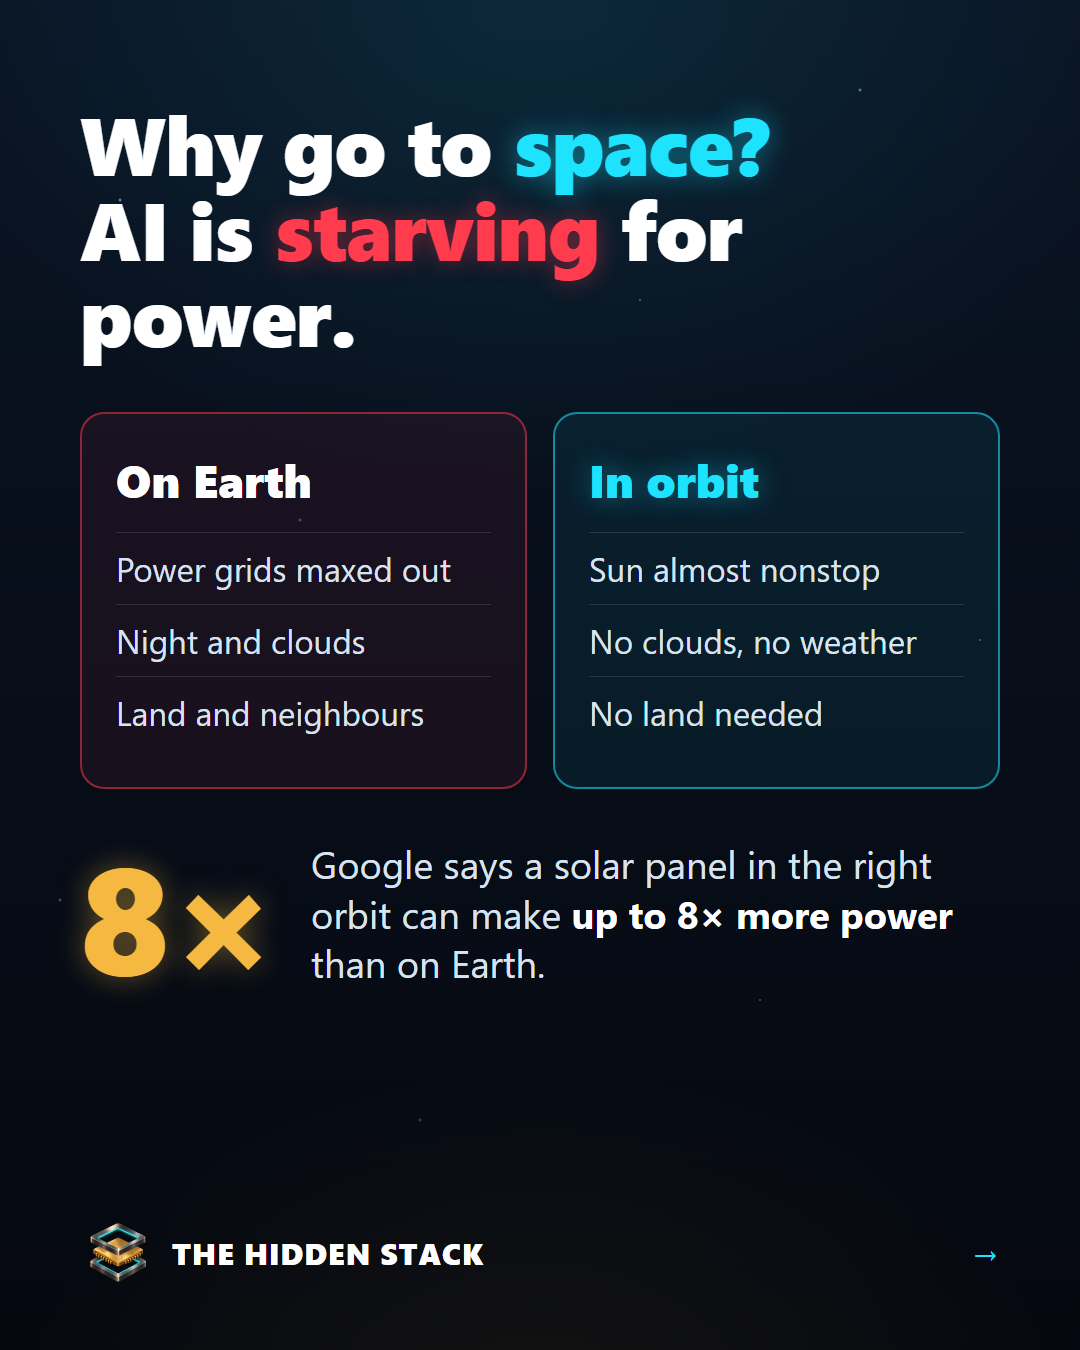 Why go to space?
AI is starving for
power.
On Earth
Power grids maxed out
Night and clouds
Land and neighbours
In orbit
Sun almost nonstop
No clouds, no weather
No land needed
8×
Google says a solar panel in the right
orbit can make up to 8× more power
than on Earth.
THE HIDDEN STACK
→